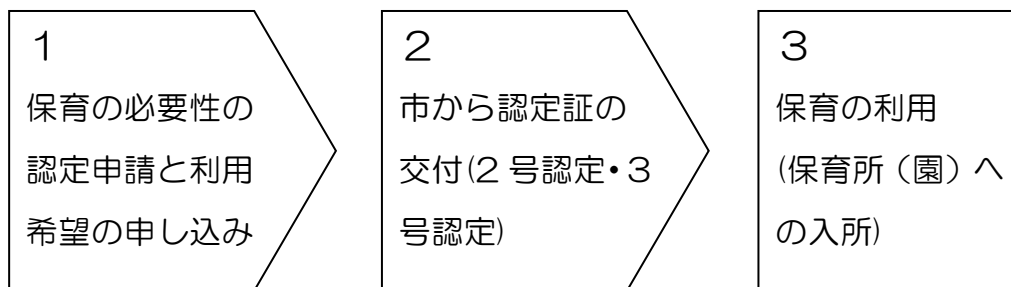 1
保育の必要性の
認定申請と利用
希望の申し込み
2
市から認定証の
交付(2号認定・3
号認定)
3
保育の利用
(保育所（園）へ
の入所)